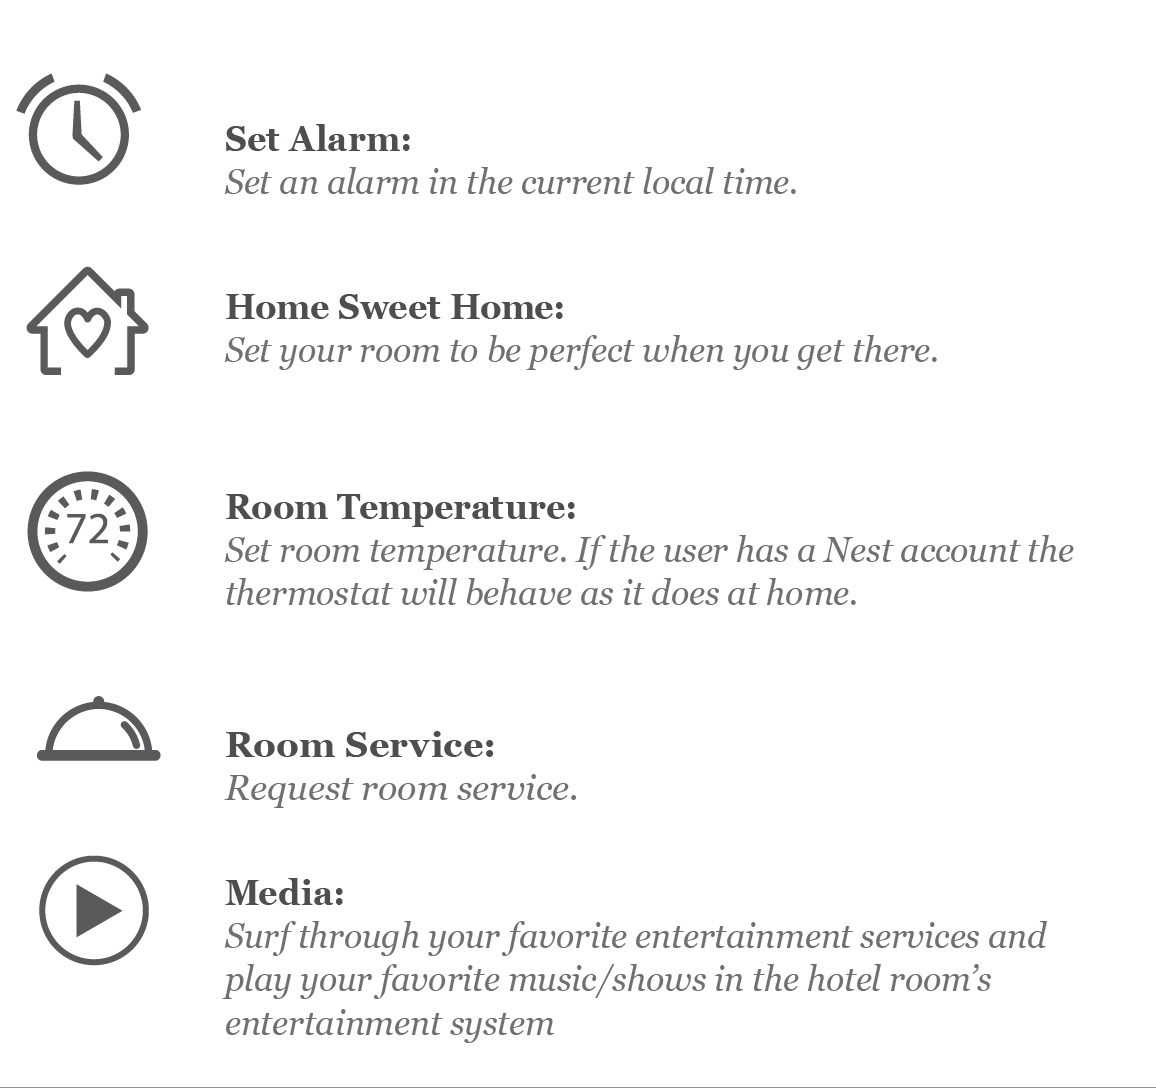 Set Alarm:
Set an alarm in the current local time.
Home Sweet Home:
Set your room to be perfect when you get there.
72
Room Temperature:
Set room temperature. If the user has a Nest account the
thermostat will behave as it does at home.
Room Service:
Request room service.
Media:
Surf through your favorite entertainment services and
play your favorite music/shows in the hotel room’s
entertainment system